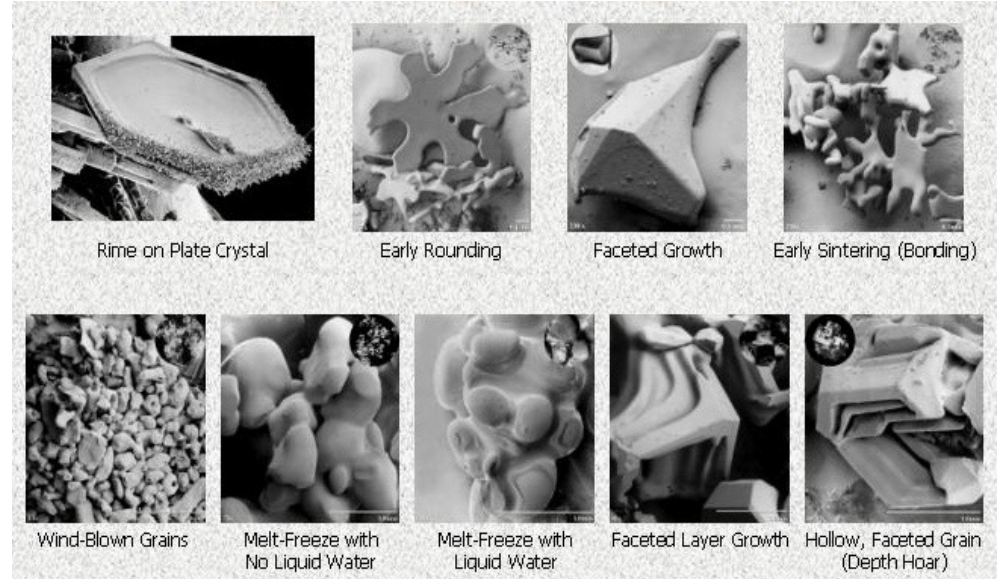 Rime on Plate Crystal
Early Rounding
Faceted Growth
Early Sintering (Bonding)
Wind-Blown Grains
Melt-Freeze with
No Liquid Water
Melt-Freeze with
Liquid Water
Faceted Layer Growth
Hollow, Faceted Grain
(Depth Hoar)